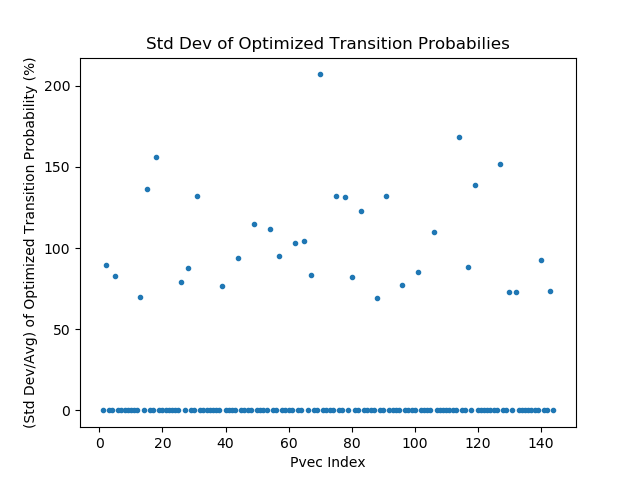 Std Dev of Optimized Transition Probabilies
(Std Dev/Avg) of Optimized Transition Probability (%)
200
150
100
50
0
0 20 40 60 80 100 120 140
Pvec Index